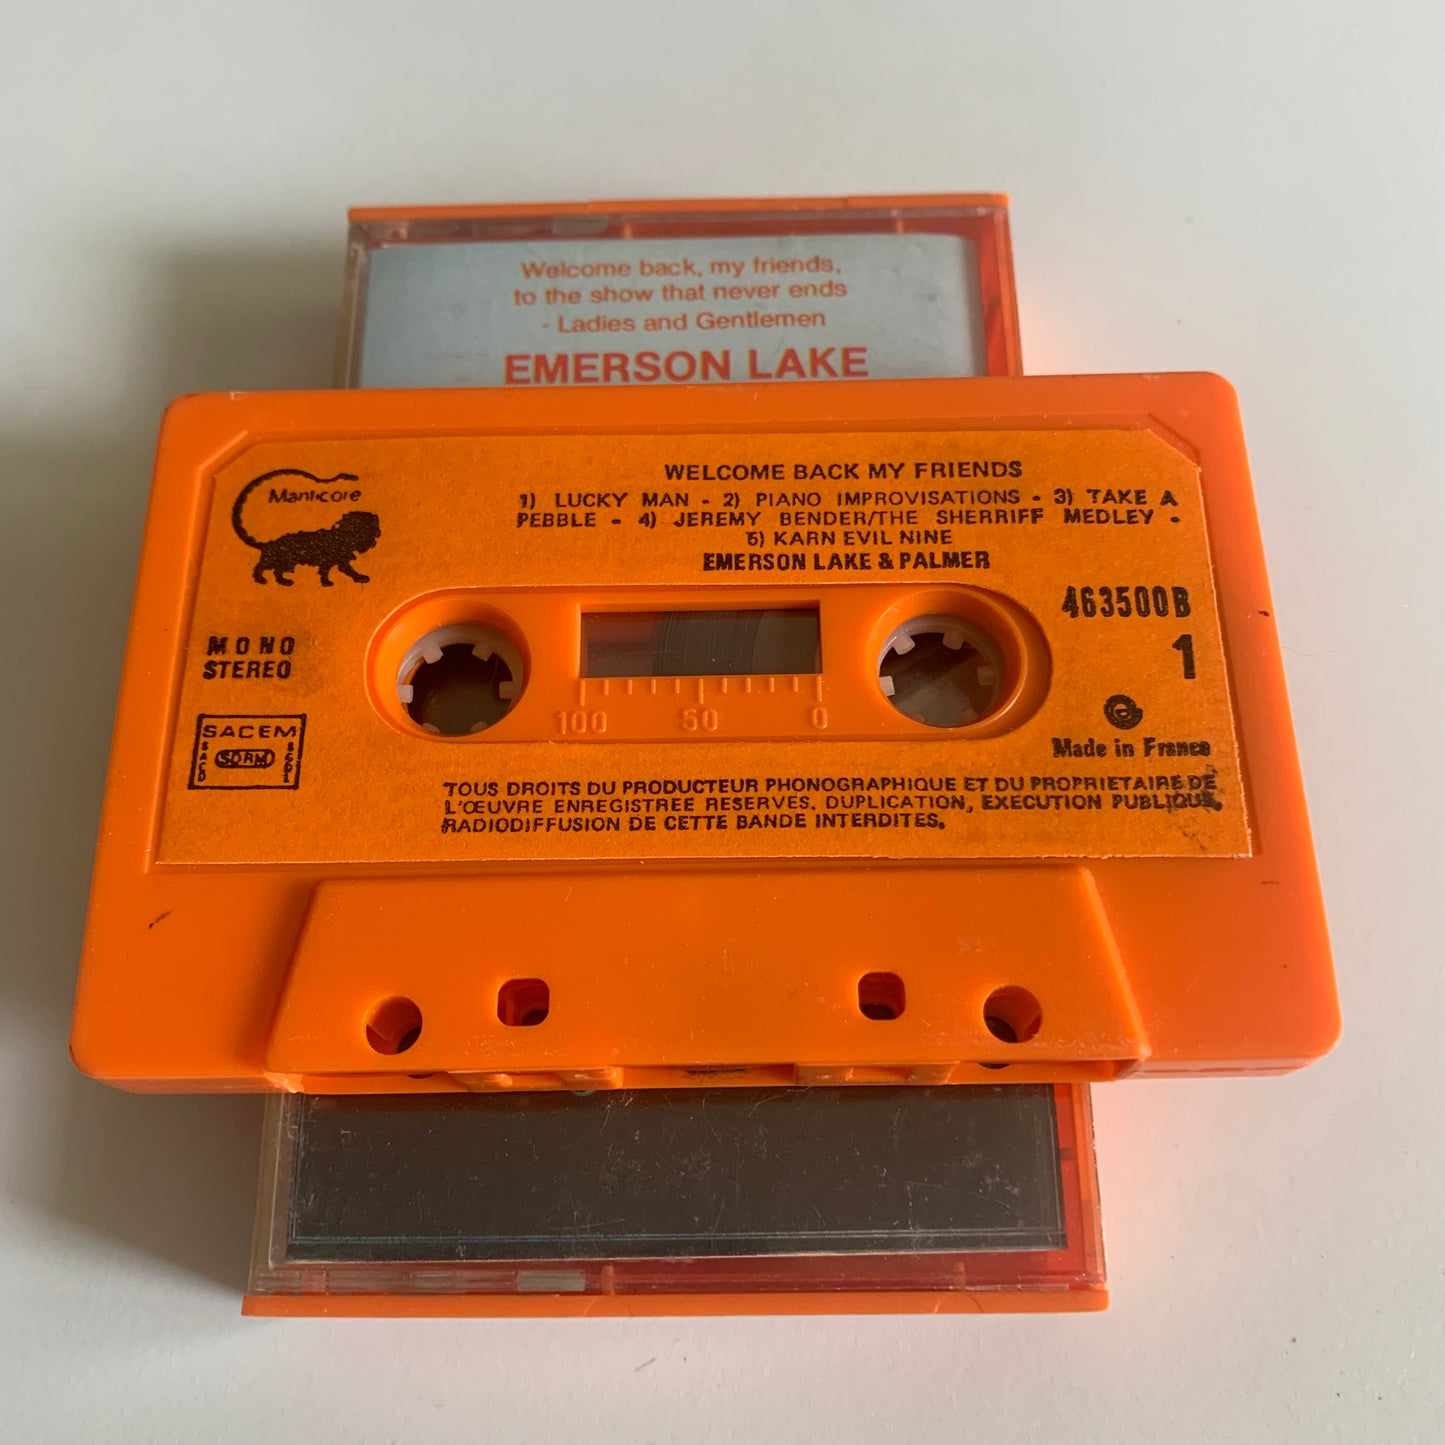 Welcome back, my friends,
to the show that never ends
- Ladies and Gentlemen
EMERSON LAKE
Manticore
WELCOME BACK MY FRIENDS
1) LUCKY MAN - 2) PIANO IMPROVISATIONS - 3) TAKE A
PEBBLE - 4) JEREMY BENDER/THE SHERRIFF MEDLEY -
5) KARN EVIL NINE
EMERSON LAKE & PALMER
463500B
1
MONO
STEREO
100 50 0
SACEM
SACD SDRM SGDL
Made in France
TOUS DROITS DU PRODUCTEUR PHONOGRAPHIQUE ET DU PROPRIETAIRE DE
L'ŒUVRE ENREGISTREE RESERVES. DUPLICATION, EXECUTION PUBLIQUE,
RADIODIFFUSION DE CETTE BANDE INTERDITES.